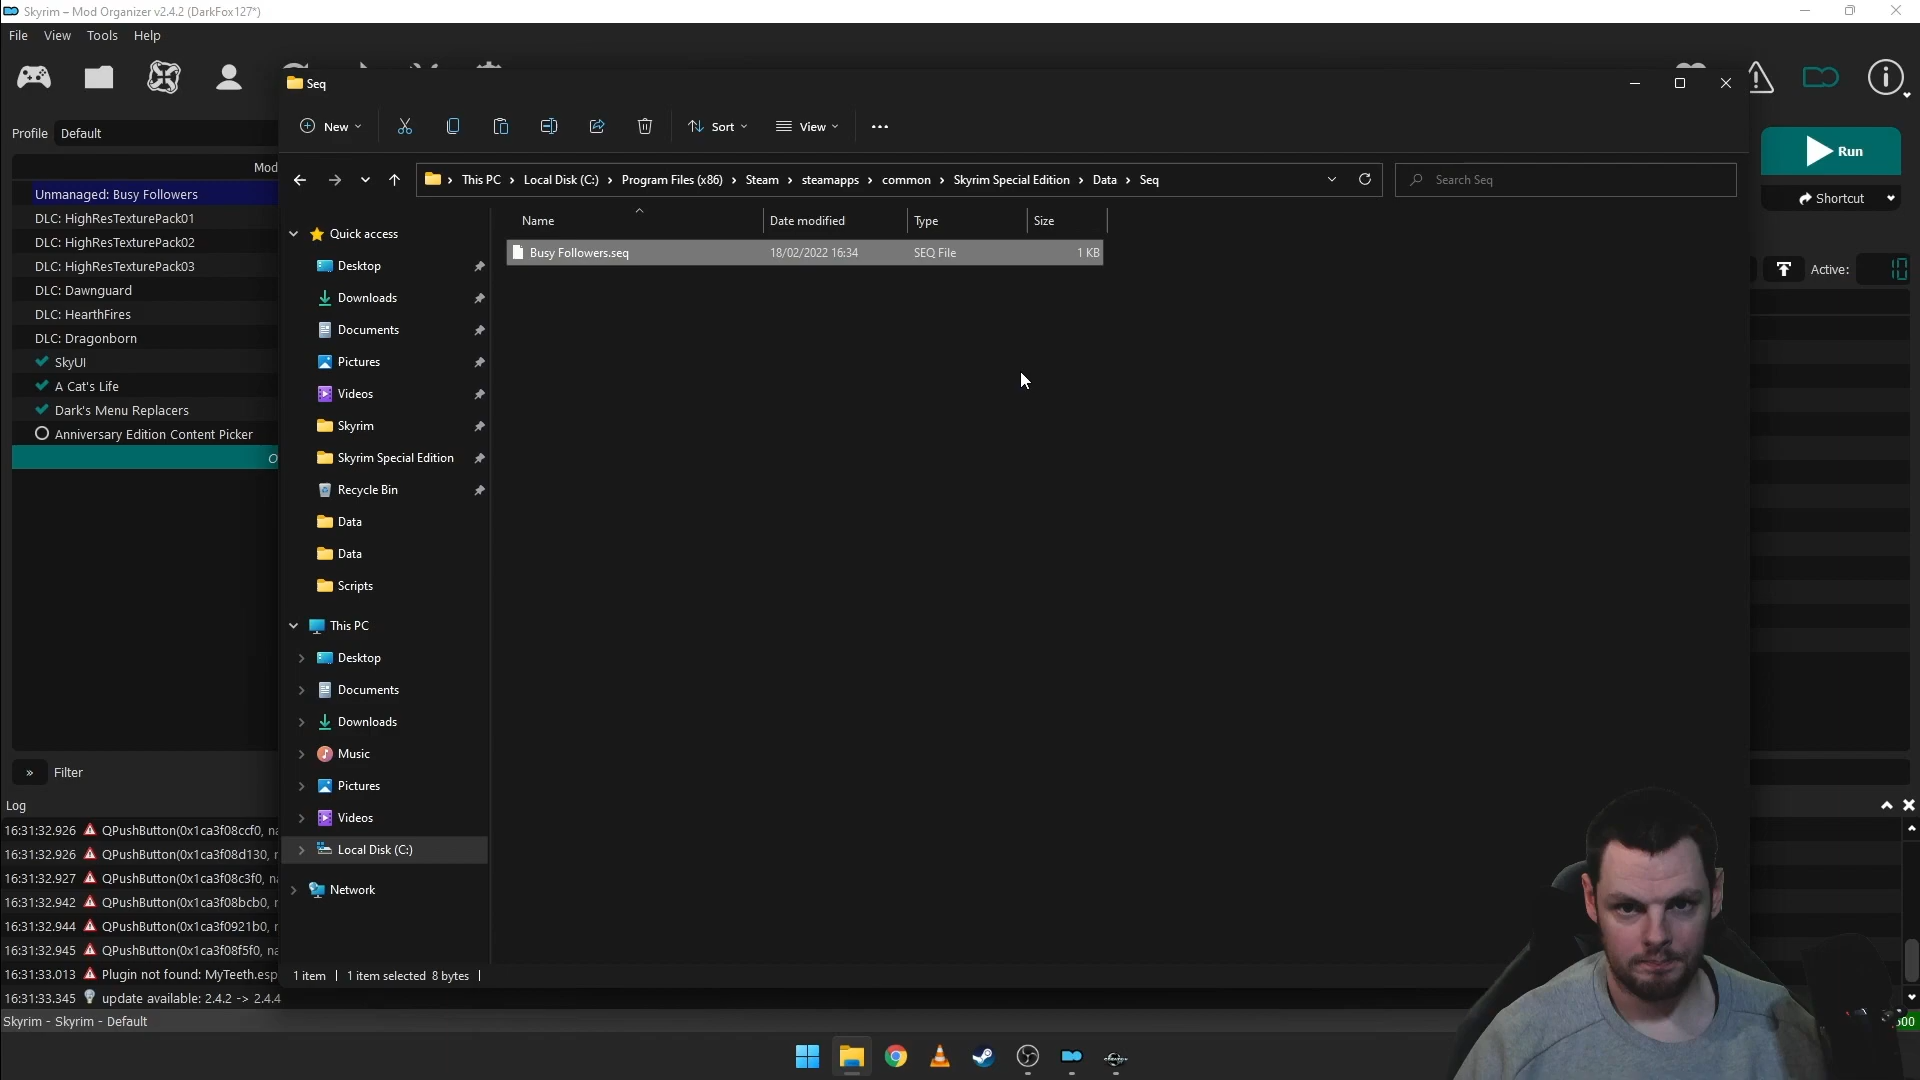 Skyrim – Mod Organizer v2.4.2 (DarkFox127*)
File View Tools Help
Seq
New Sort View
Profile Default
This PC Local Disk (C:) Program Files (x86) Steam steamapps common Skyrim Special Edition Data Seq
Search Seq
Run
Shortcut
Mod
Name Date modified Type Size
Busy Followers.seq 18/02/2022 16:34 SEQ File 1 KB
Active: 10
Unmanaged: Busy Followers
DLC: HighResTexturePack01
DLC: HighResTexturePack02
DLC: HighResTexturePack03
DLC: Dawnguard
DLC: HearthFires
DLC: Dragonborn
SkyUI
A Cat's Life
Dark's Menu Replacers
Anniversary Edition Content Picker
O
Quick access
Desktop
Downloads
Documents
Pictures
Videos
Skyrim
Skyrim Special Edition
Recycle Bin
Data
Data
Scripts
This PC
Desktop
Documents
Downloads
Music
Pictures
Videos
Local Disk (C:)
Network
1 item 1 item selected 8 bytes
» Filter
Log
16:31:32.926 QPushButton(0x1ca3f08ccf0, na
16:31:32.926 QPushButton(0x1ca3f08d130, r
16:31:32.927 QPushButton(0x1ca3f08c3f0, na
16:31:32.942 QPushButton(0x1ca3f08bcb0, r
16:31:32.944 QPushButton(0x1ca3f0921b0, r
16:31:32.945 QPushButton(0x1ca3f08f5f0, na
16:31:33.013 Plugin not found: MyTeeth.esp
16:31:33.345 update available: 2.4.2 -> 2.4.4
Skyrim - Skyrim - Default